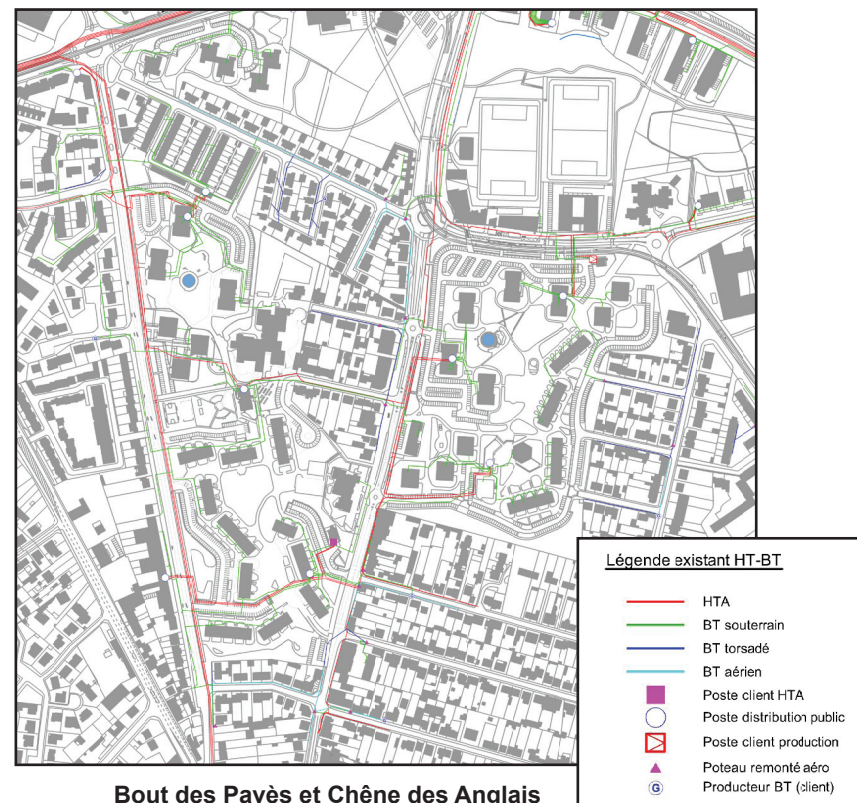 Légende existant HT-BT
HTA
BT souterrain
BT torsadé
BT aérien
Poste client HTA
Poste distribution public
Poste client production
Poteau remonté aéro
G Producteur BT (client)
Bout des Pavès et Chêne des Anglais